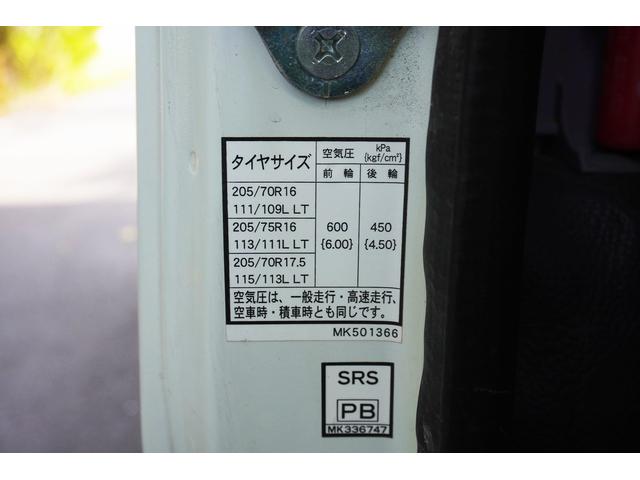 タイヤサイズ 空気圧 kPa {kgf/cm²}
前輪 後輪
205/70R16
111/109L LT
205/75R16 600 450
113/111L LT {6.00} {4.50}
205/70R17.5
115/113L LT
空気圧は、一般走行・高速走行、
空車時・積車時とも同じです。
MK501366
SRS
PB
MK336747